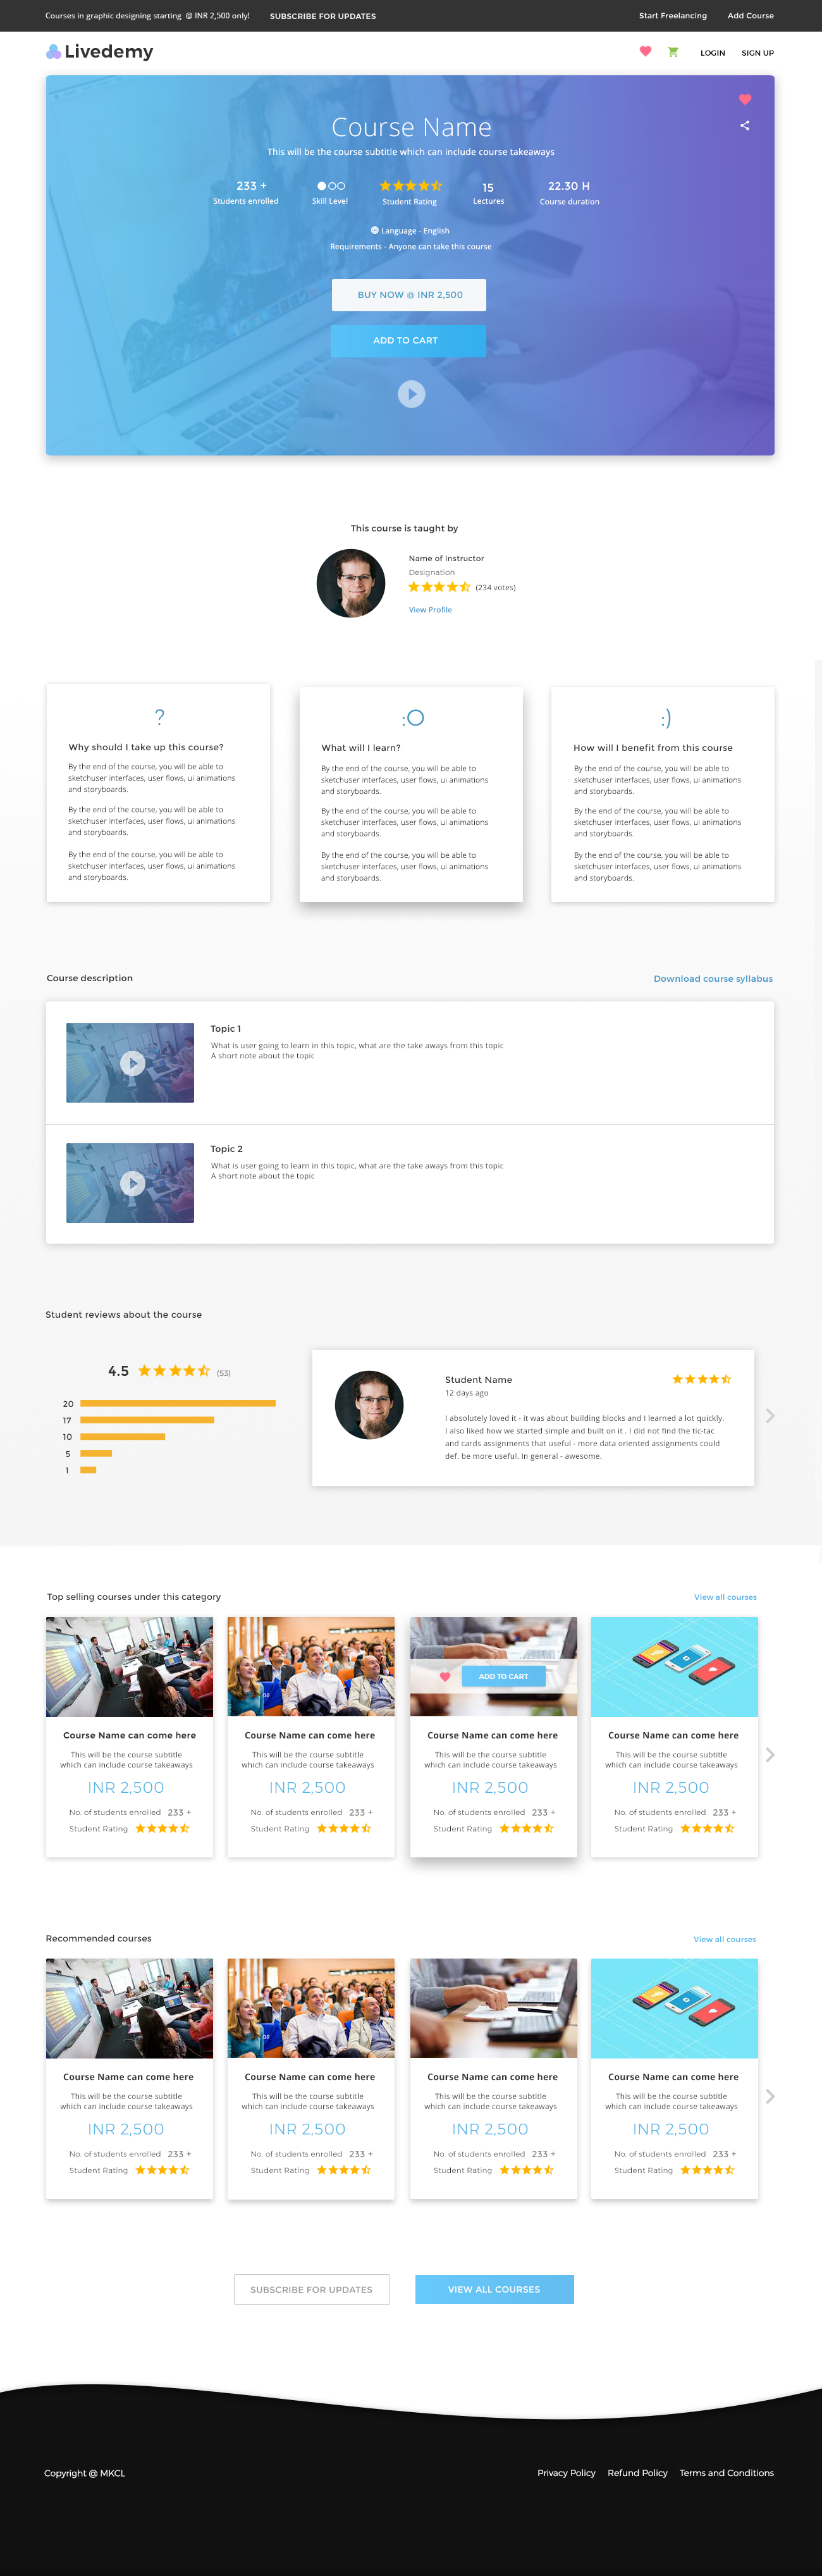 Courses in graphic designing starting @ INR 2,500 only!
SUBSCRIBE FOR UPDATES
Start Freelancing
Add Course
Livedemy
LOGIN
SIGN UP
Course Name
This will be the course subtitle which can include course takeaways
233 +
Students enrolled
Skill Level
Student Rating
15
Lectures
22.30 H
Course duration
Language - English
Requirements - Anyone can take this course
BUY NOW @ INR 2,500
ADD TO CART
This course is taught by
Name of Instructor
Designation
(234 votes)
View Profile
?
Why should I take up this course?
By the end of the course, you will be able to
sketchuser interfaces, user flows, ui animations
and storyboards.
By the end of the course, you will be able to
sketchuser interfaces, user flows, ui animations
and storyboards.
By the end of the course, you will be able to
sketchuser interfaces, user flows, ui animations
and storyboards.
:O
What will I learn?
By the end of the course, you will be able to
sketchuser interfaces, user flows, ui animations
and storyboards.
By the end of the course, you will be able to
sketchuser interfaces, user flows, ui animations
and storyboards.
By the end of the course, you will be able to
sketchuser interfaces, user flows, ui animations
and storyboards.
:)
How will I benefit from this course
By the end of the course, you will be able to
sketchuser interfaces, user flows, ui animations
and storyboards.
By the end of the course, you will be able to
sketchuser interfaces, user flows, ui animations
and storyboards.
By the end of the course, you will be able to
sketchuser interfaces, user flows, ui animations
and storyboards.
Course description
Download course syllabus
Topic 1
What is user going to learn in this topic, what are the take aways from this topic
A short note about the topic
Topic 2
What is user going to learn in this topic, what are the take aways from this topic
A short note about the topic
Student reviews about the course
4.5
(53)
20
17
10
5
1
Student Name
12 days ago
I absolutely loved it - it was about building blocks and I learned a lot quickly.
I also liked how we started simple and built on it . I did not find the tic-tac
and cards assignments that useful - more data oriented assignments could
def. be more useful. In general - awesome.
Top selling courses under this category
View all courses
Course Name can come here
This will be the course subtitle
which can include course takeaways
INR 2,500
No. of students enrolled 233 +
Student Rating
Course Name can come here
This will be the course subtitle
which can include course takeaways
INR 2,500
No. of students enrolled 233 +
Student Rating
ADD TO CART
Course Name can come here
This will be the course subtitle
which can include course takeaways
INR 2,500
No. of students enrolled 233 +
Student Rating
Course Name can come here
This will be the course subtitle
which can include course takeaways
INR 2,500
No. of students enrolled 233 +
Student Rating
Recommended courses
View all courses
Course Name can come here
This will be the course subtitle
which can include course takeaways
INR 2,500
No. of students enrolled 233 +
Student Rating
Course Name can come here
This will be the course subtitle
which can include course takeaways
INR 2,500
No. of students enrolled 233 +
Student Rating
Course Name can come here
This will be the course subtitle
which can include course takeaways
INR 2,500
No. of students enrolled 233 +
Student Rating
Course Name can come here
This will be the course subtitle
which can include course takeaways
INR 2,500
No. of students enrolled 233 +
Student Rating
SUBSCRIBE FOR UPDATES
VIEW ALL COURSES
Copyright @ MKCL
Privacy Policy
Refund Policy
Terms and Conditions